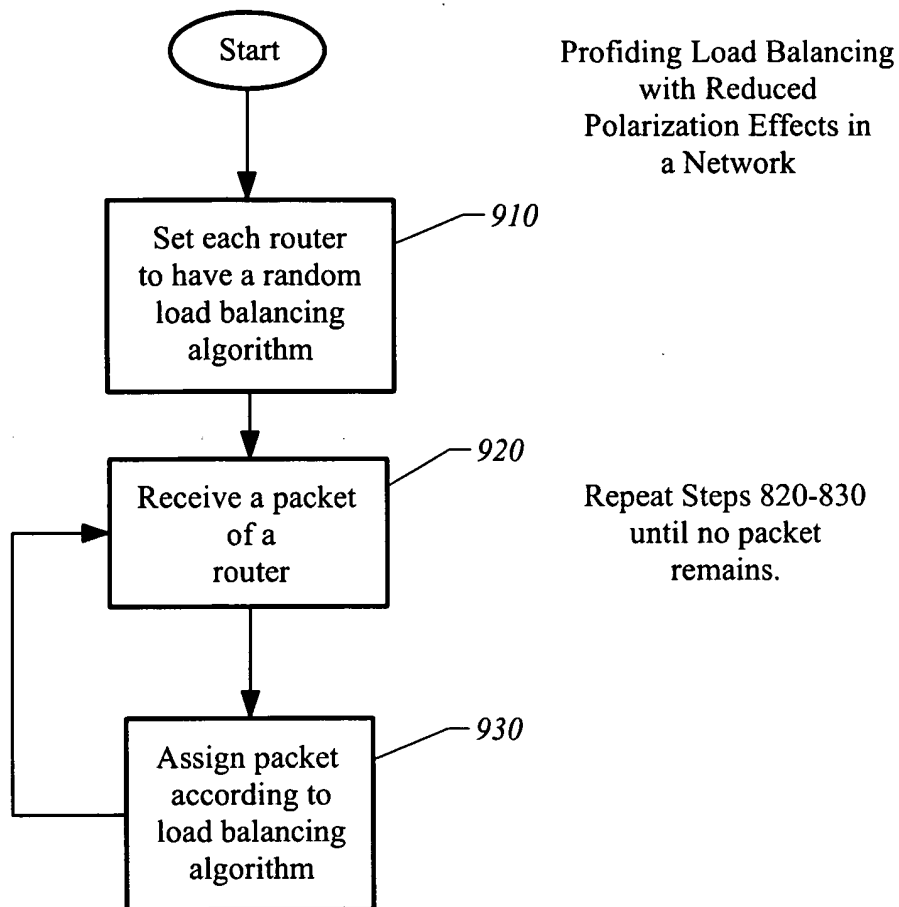 Start
Profiding Load Balancing
with Reduced
Polarization Effects in
a Network
910
Set each router
to have a random
load balancing
algorithm
920
Receive a packet
of a
router
Repeat Steps 820-830
until no packet
remains.
930
Assign packet
according to
load balancing
algorithm